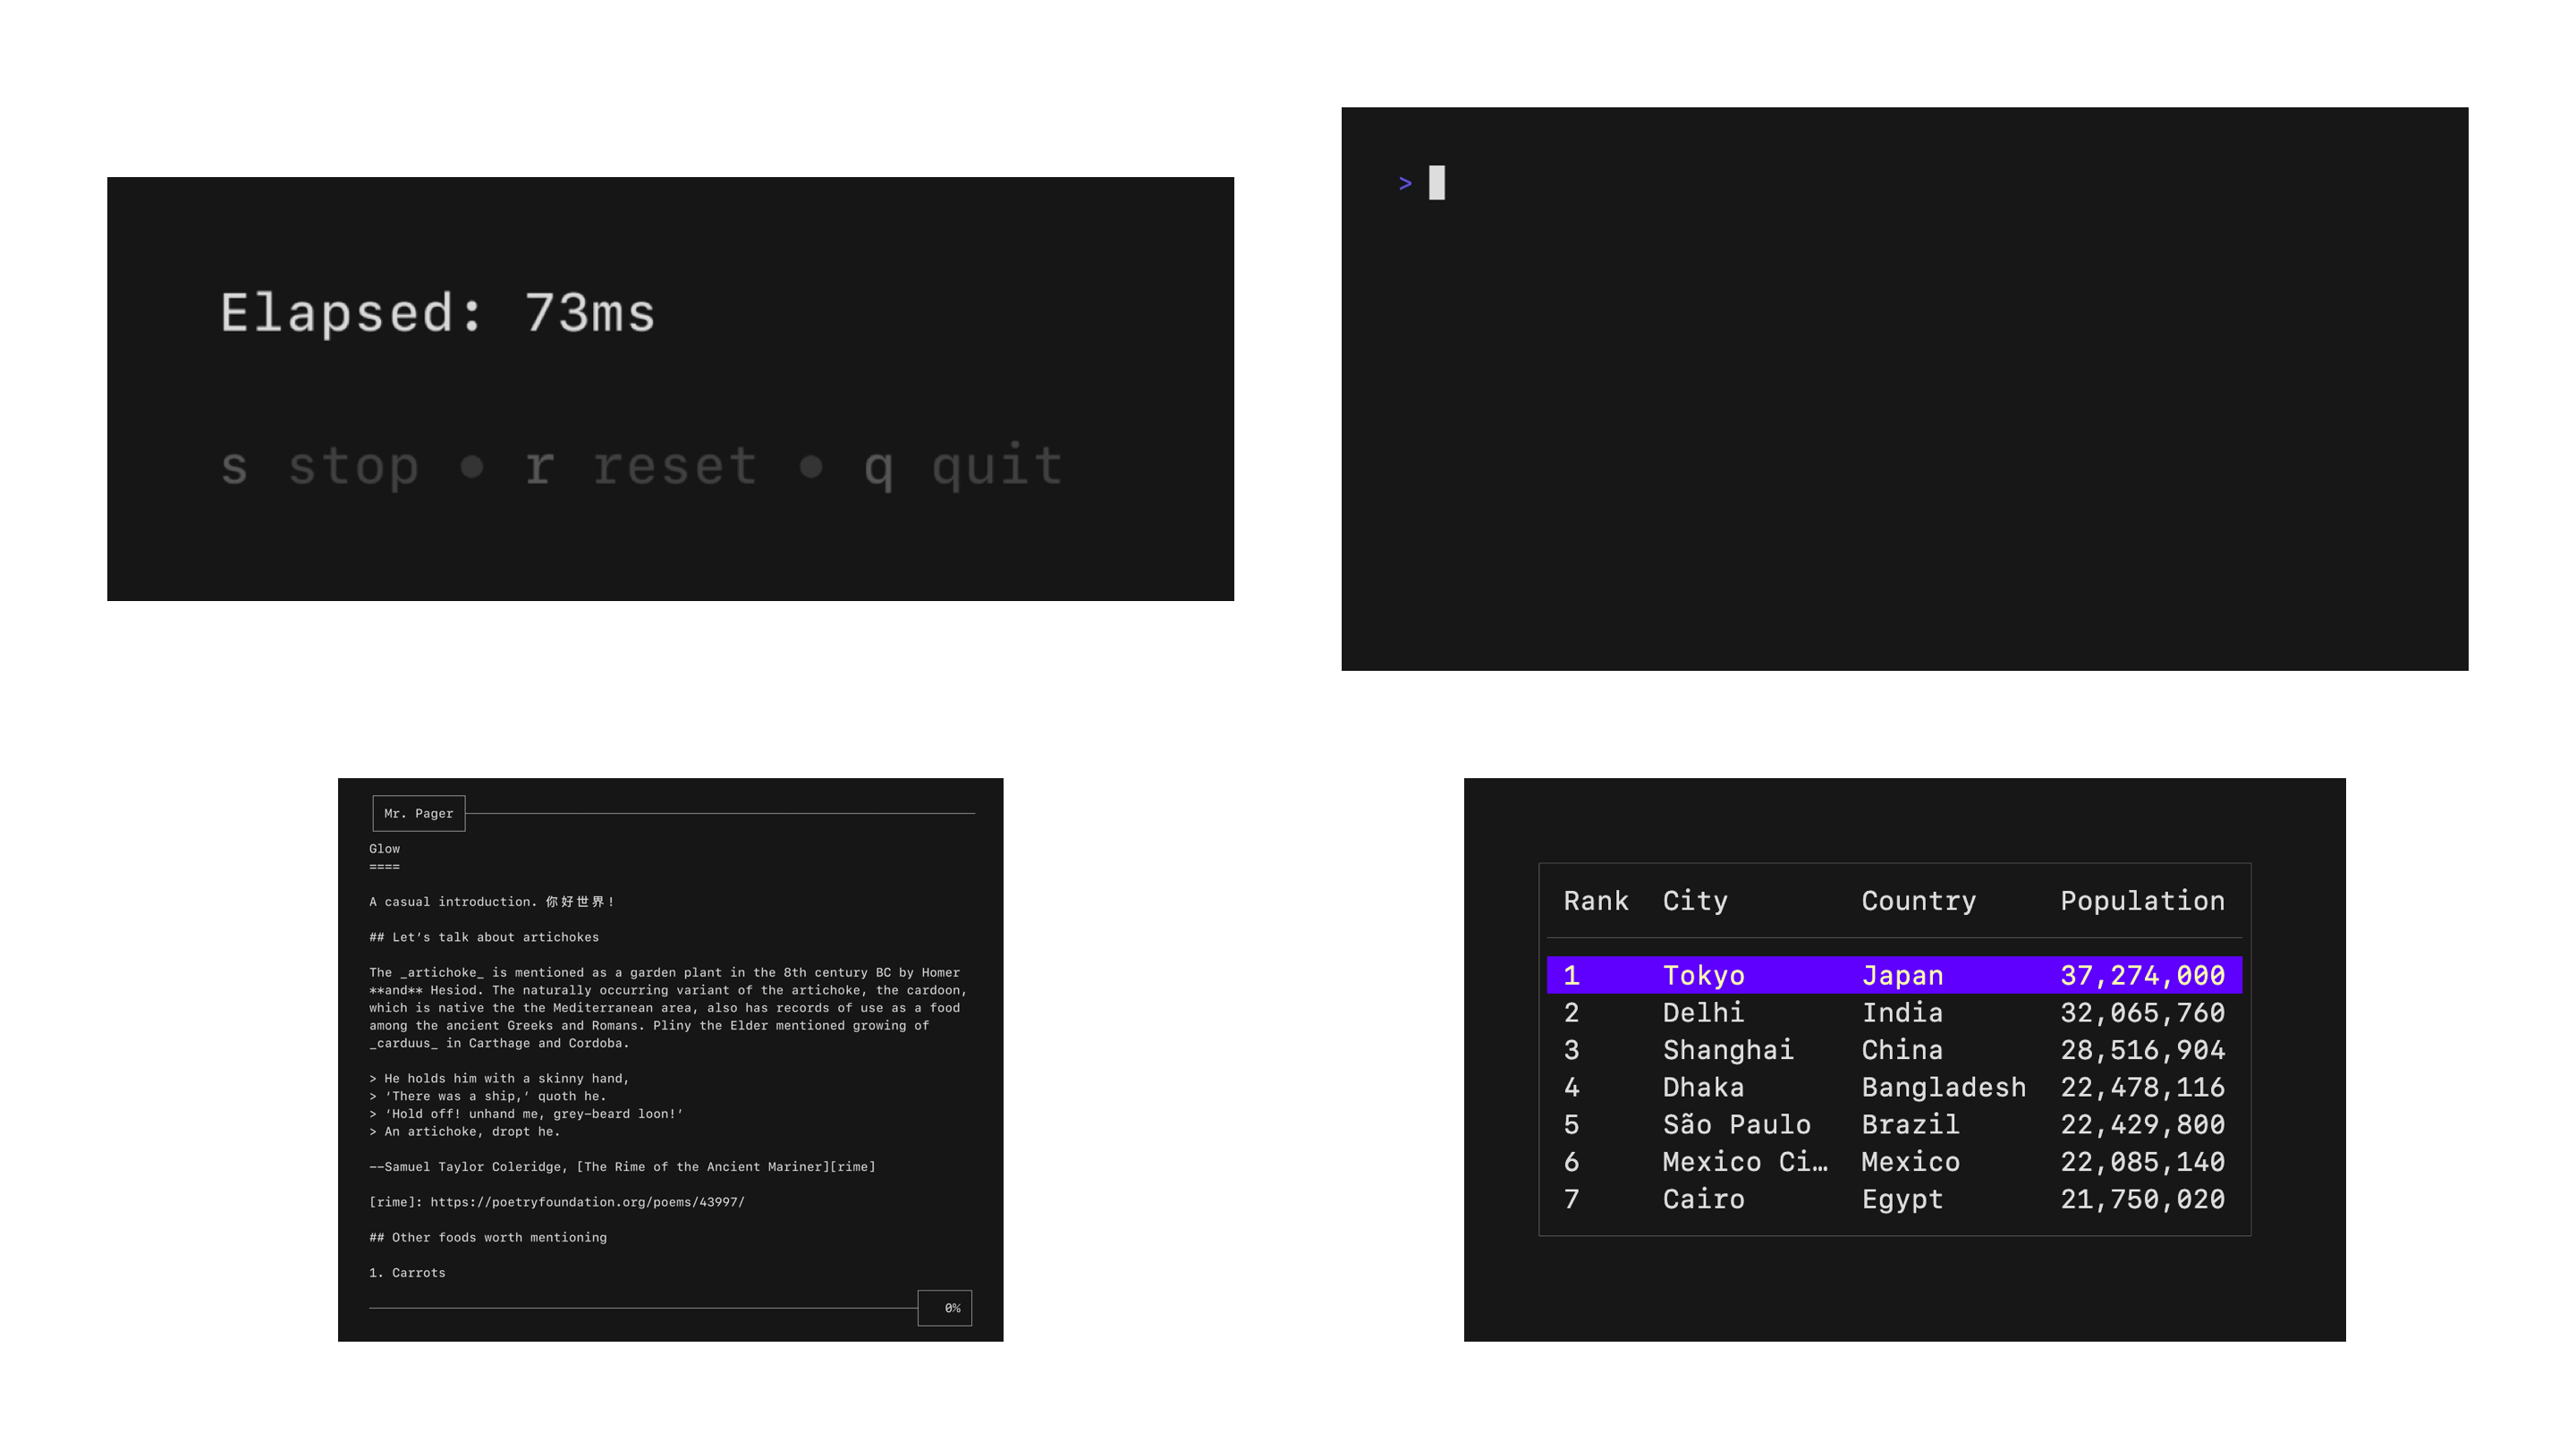 Elapsed: 73ms
s stop • r reset • q quit
>
Mr. Pager
Glow
====
A casual introduction. 你好世界!
## Let’s talk about artichokes
The _artichoke_ is mentioned as a garden plant in the 8th century BC by Homer
**and** Hesiod. The naturally occurring variant of the artichoke, the cardoon,
which is native the the Mediterranean area, also has records of use as a food
among the ancient Greeks and Romans. Pliny the Elder mentioned growing of
_carduus_ in Carthage and Cordoba.
> He holds him with a skinny hand,
> ‘There was a ship,’ quoth he.
> ‘Hold off! unhand me, grey-beard loon!’
> An artichoke, dropt he.
--Samuel Taylor Coleridge, [The Rime of the Ancient Mariner][rime]
[rime]: https://poetryfoundation.org/poems/43997/
## Other foods worth mentioning
1. Carrots
0%
Rank City Country Population
1 Tokyo Japan 37,274,000
2 Delhi India 32,065,760
3 Shanghai China 28,516,904
4 Dhaka Bangladesh 22,478,116
5 São Paulo Brazil 22,429,800
6 Mexico Ci… Mexico 22,085,140
7 Cairo Egypt 21,750,020